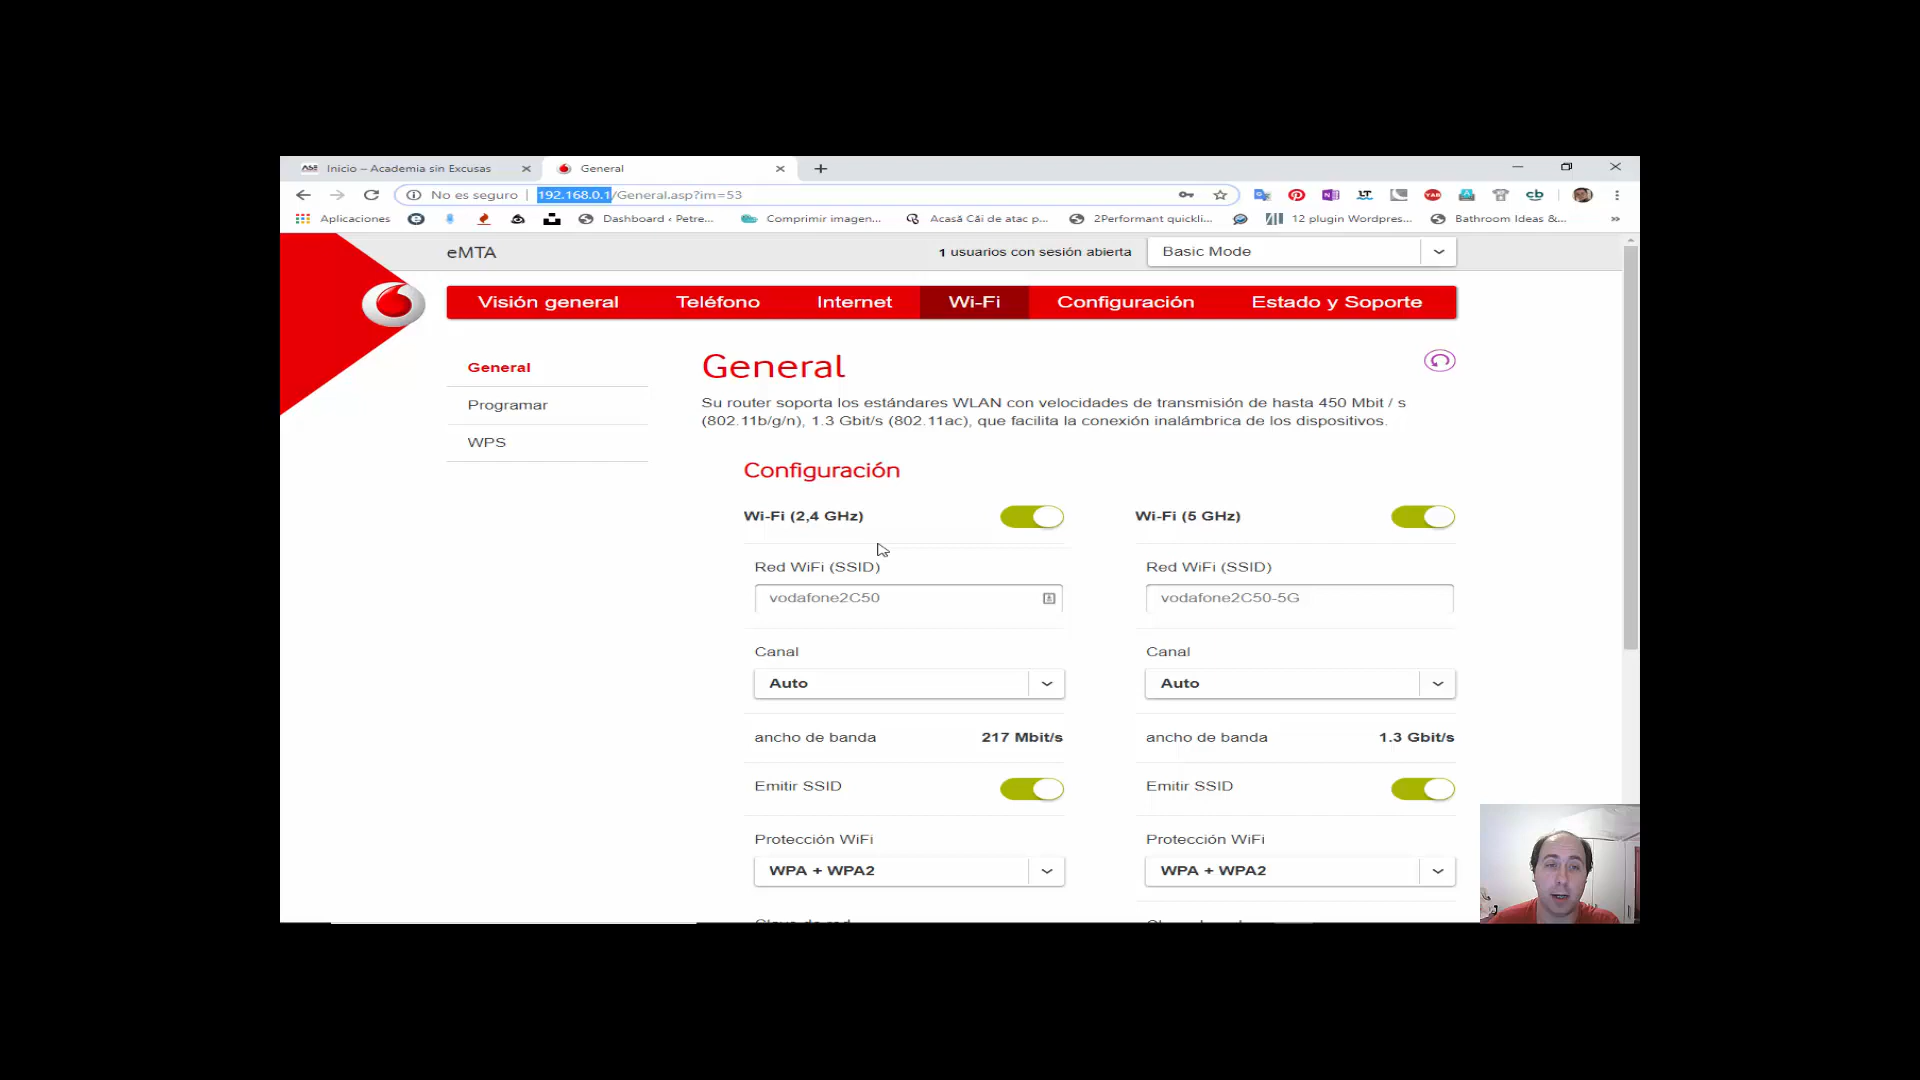 ASE Inicio – Academia sin Excusas
General
No es seguro | 192.168.0.1/General.asp?im=53
Aplicaciones
Dashboard ‹ Petre...
Comprimir imagen...
Acasă Căi de atac p...
2Performant quickli...
12 plugin Wordpres...
Bathroom Ideas &...
»
eMTA
1 usuarios con sesión abierta
Basic Mode
Visión general
Teléfono
Internet
Wi-Fi
Configuración
Estado y Soporte
General
Programar
WPS
General
Su router soporta los estándares WLAN con velocidades de transmisión de hasta 450 Mbit / s
(802.11b/g/n), 1.3 Gbit/s (802.11ac), que facilita la conexión inalámbrica de los dispositivos.
Configuración
Wi-Fi (2,4 GHz)
Wi-Fi (5 GHz)
Red WiFi (SSID)
Red WiFi (SSID)
vodafone2C50
vodafone2C50-5G
Canal
Canal
Auto
Auto
ancho de banda 217 Mbit/s
ancho de banda 1.3 Gbit/s
Emitir SSID
Emitir SSID
Protección WiFi
Protección WiFi
WPA + WPA2
WPA + WPA2